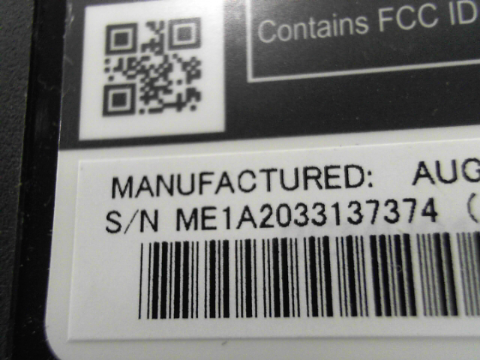 Contains FCC ID
MANUFACTURED: AUG
S/N ME1A2033137374 (